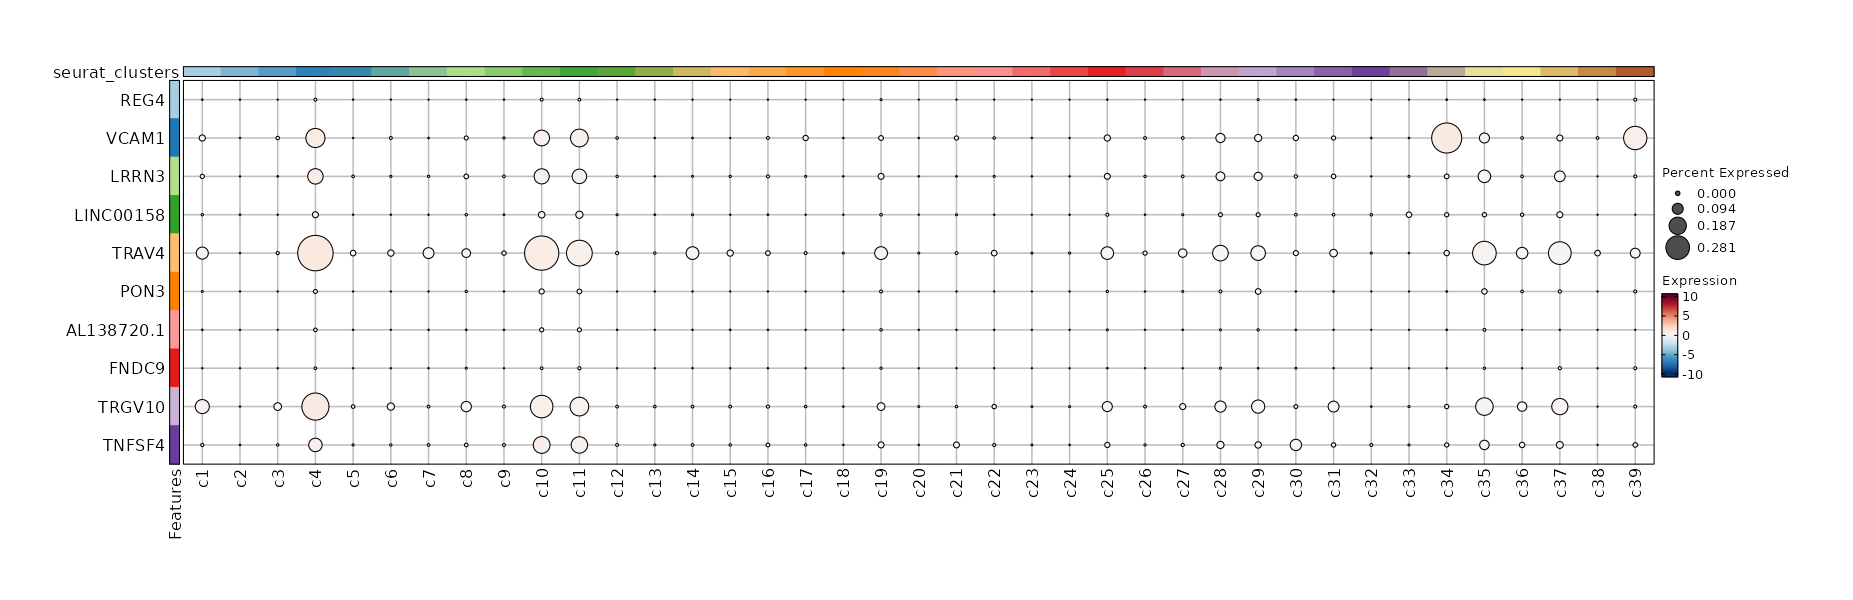 seurat_clusters
REG4
VCAM1
LRRN3
LINC00158
TRAV4
PON3
AL138720.1
FNDC9
TRGV10
TNFSF4
Features
c1 c2 c3 c4 c5 c6 c7 c8 c9 c10 c11 c12 c13 c14 c15 c16 c17 c18 c19 c20 c21 c22 c23 c24 c25 c26 c27 c28 c29 c30 c31 c32 c33 c34 c35 c36 c37 c38 c39
Percent Expressed
0.000
0.094
0.187
0.281
Expression
10
5
0
-5
-10